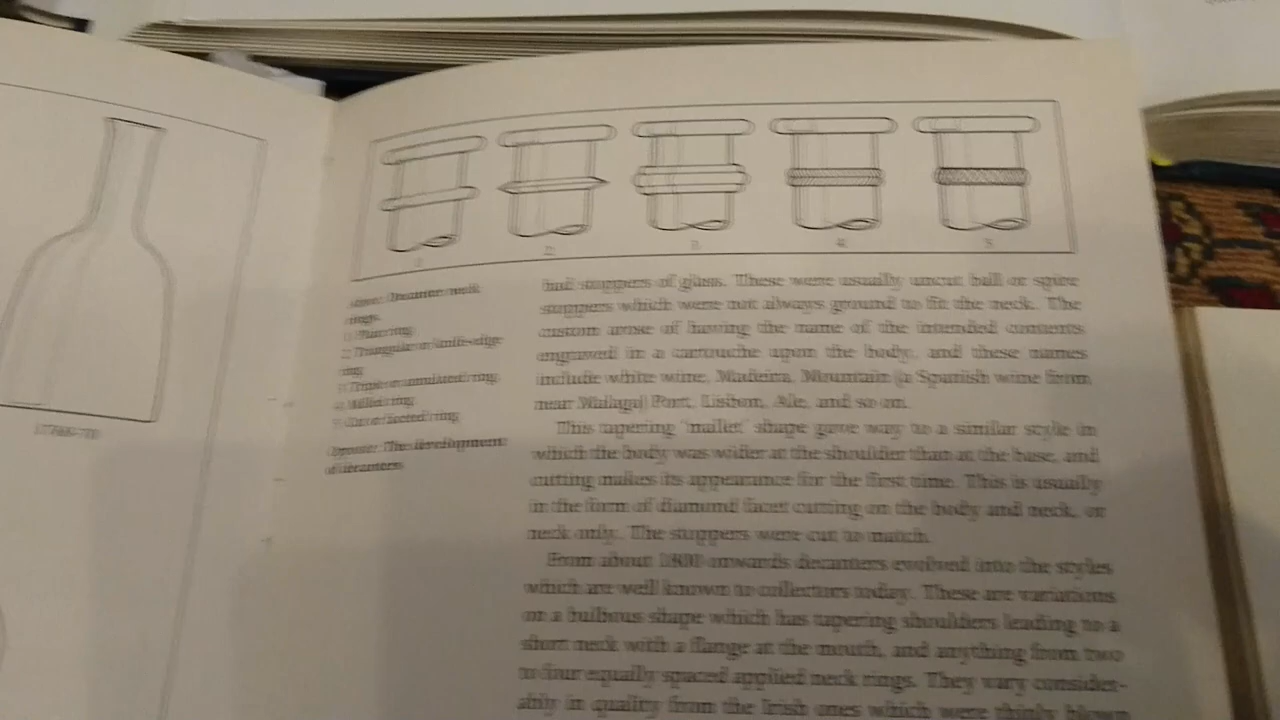 1
2
3
4
5
Above: Decanter neck
rings.
1) Plain ring
2) Triangular or knife-edge
ring
3) Triple or annulated ring
4) Milled ring
5) Cut or faceted ring
Opposite: The development
of decanters
had stoppers of glass. These were usually uncut ball or spire
stoppers which were not always ground to fit the neck. The
custom arose of having the name of the intended contents
engraved in a cartouche upon the body, and these names
include white wine, Madeira, Mountain (a Spanish wine from
near Malaga) Port, Lisbon, Ale, and so on.
This tapering 'mallet' shape gave way to a similar style in
which the body was wider at the shoulder than at the base, and
cutting makes its appearance for the first time. This is usually
in the form of diamond facet cutting on the body and neck, or
neck only. The stoppers were cut to match.
From about 1800 onwards decanters evolved into the styles
which are well known to collectors today. These are variations
on a bulbous shape which has tapering shoulders leading to a
short neck with a flange at the mouth, and anything from two
to four equally spaced applied neck rings. They vary consider-
ably in quality from the Irish ones which were thinly blown